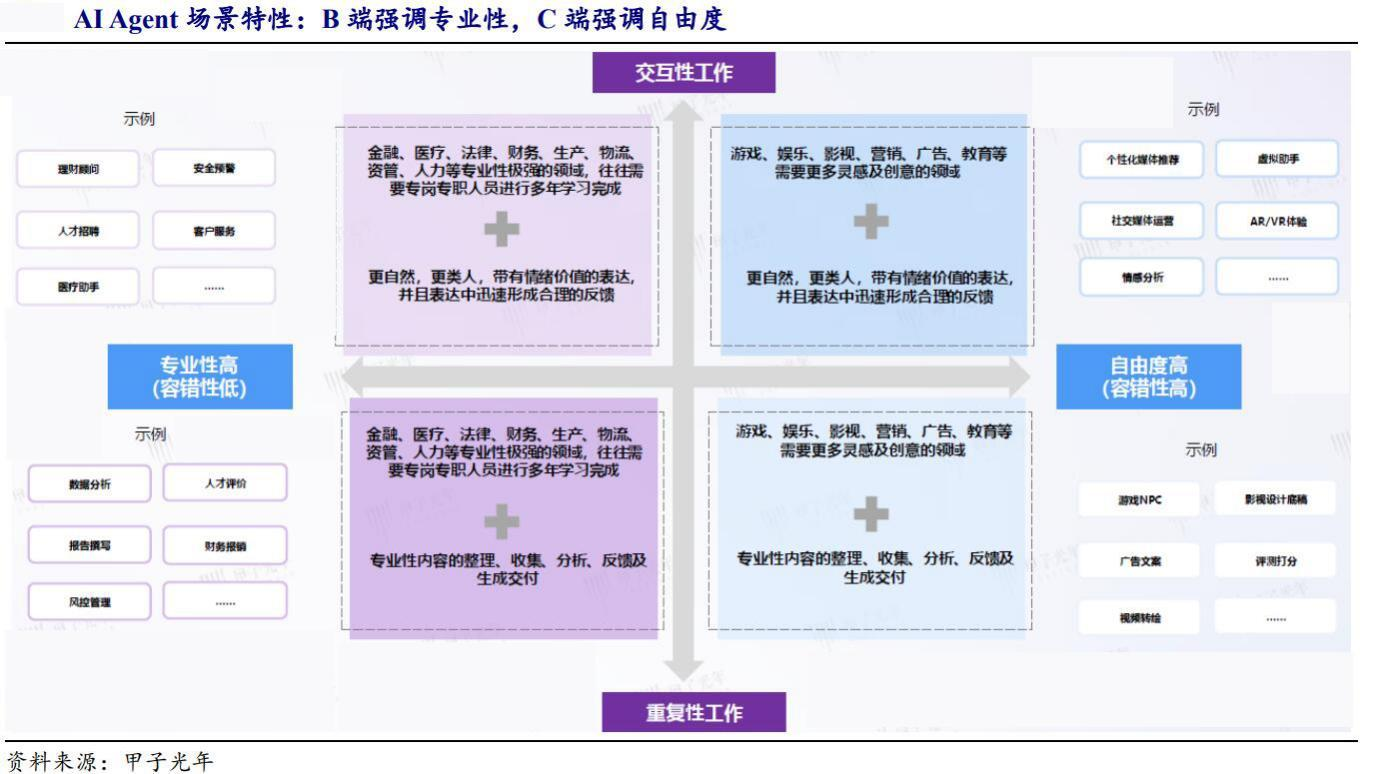 AI Agent 场景特性：B 端强调专业性，C 端强调自由度
交互性工作
示例
理财顾问
安全预警
人才招聘
客户服务
医疗助手
......
金融、医疗、法律、财务、生产、物流、
资管、人力等专业性极强的领域，往往需
要专岗专职人员进行多年学习完成
更自然，更类人，带有情绪价值的表达，
并且表达中迅速形成合理的反馈
游戏、娱乐、影视、营销、广告、教育等
需要更多灵感及创意的领域
更自然，更类人，带有情绪价值的表达，
并且表达中迅速形成合理的反馈
示例
个性化媒体推荐
虚拟助手
社交媒体运营
AR/VR体验
情感分析
......
专业性高
（容错性低）
自由度高
（容错性高）
示例
数据分析
人才评价
报告撰写
财务报销
风控管理
......
金融、医疗、法律、财务、生产、物流、
资管、人力等专业性极强的领域，往往需
要专岗专职人员进行多年学习完成
专业性内容的整理、收集、分析、反馈及
生成交付
游戏、娱乐、影视、营销、广告、教育等
需要更多灵感及创意的领域
专业性内容的整理、收集、分析、反馈及
生成交付
示例
游戏NPC
影视设计底稿
广告文案
评测打分
视频转绘
......
重复性工作
资料来源：甲子光年